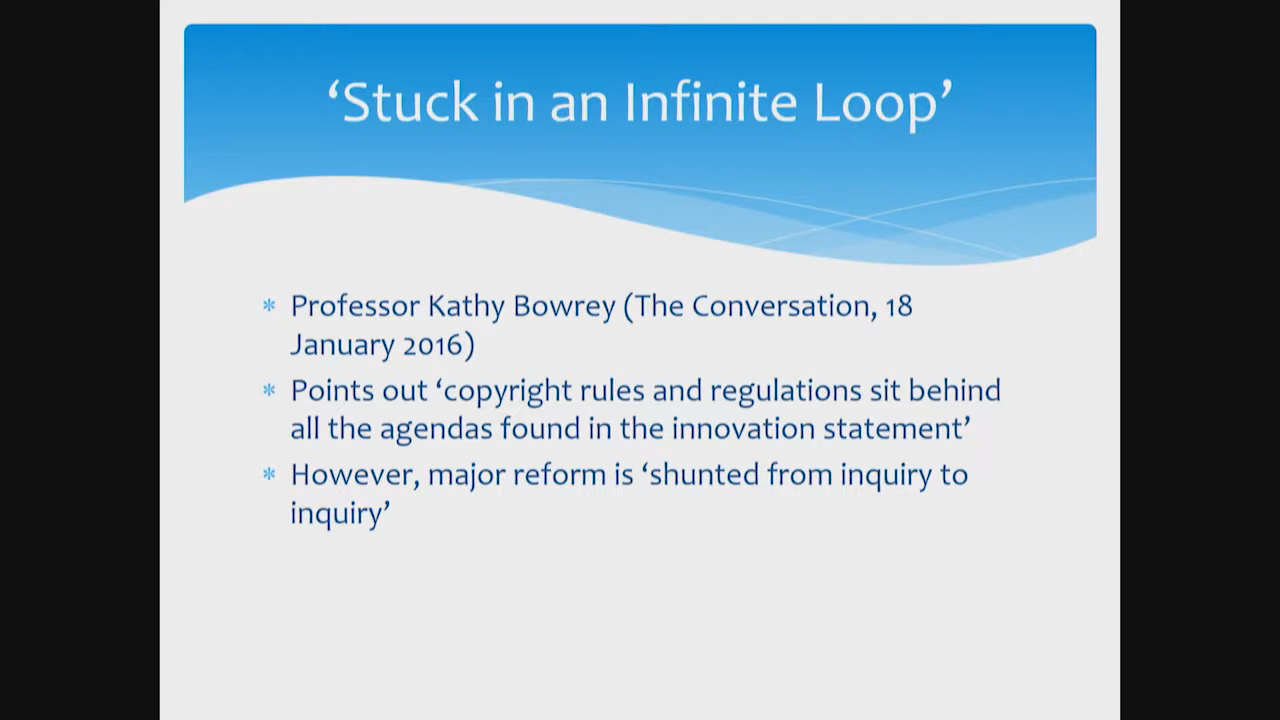 ‘Stuck in an Infinite Loop’
* Professor Kathy Bowrey (The Conversation, 18
January 2016)
* Points out ‘copyright rules and regulations sit behind
all the agendas found in the innovation statement’
* However, major reform is ‘shunted from inquiry to
inquiry’